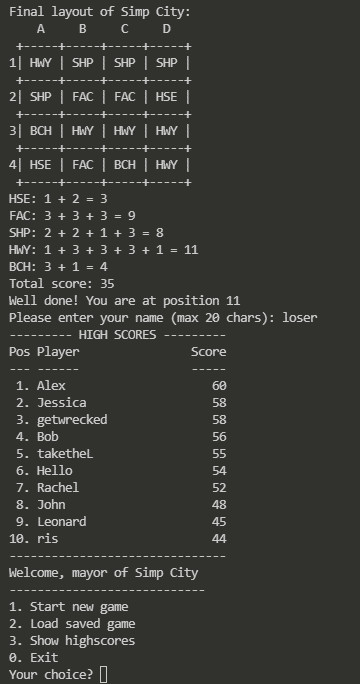 Final layout of Simp City:
    A     B     C     D
 +-----+-----+-----+-----+
1| HWY | SHP | SHP | SHP |
 +-----+-----+-----+-----+
2| SHP | FAC | FAC | HSE |
 +-----+-----+-----+-----+
3| BCH | HWY | HWY | HWY |
 +-----+-----+-----+-----+
4| HSE | FAC | BCH | HWY |
 +-----+-----+-----+-----+
HSE: 1 + 2 = 3
FAC: 3 + 3 + 3 = 9
SHP: 2 + 2 + 1 + 3 = 8
HWY: 1 + 3 + 3 + 3 + 1 = 11
BCH: 3 + 1 = 4
Total score: 35
Well done! You are at position 11
Please enter your name (max 20 chars): loser
--------- HIGH SCORES ---------
Pos Player                Score
--- ------                -----
 1. Alex                     60
 2. Jessica                  58
 3. getwrecked               58
 4. Bob                      56
 5. taketheL                 55
 6. Hello                    54
 7. Rachel                   52
 8. John                     48
 9. Leonard                  45
10. ris                      44
-------------------------------
Welcome, mayor of Simp City
----------------------------
1. Start new game
2. Load saved game
3. Show highscores
0. Exit
Your choice?